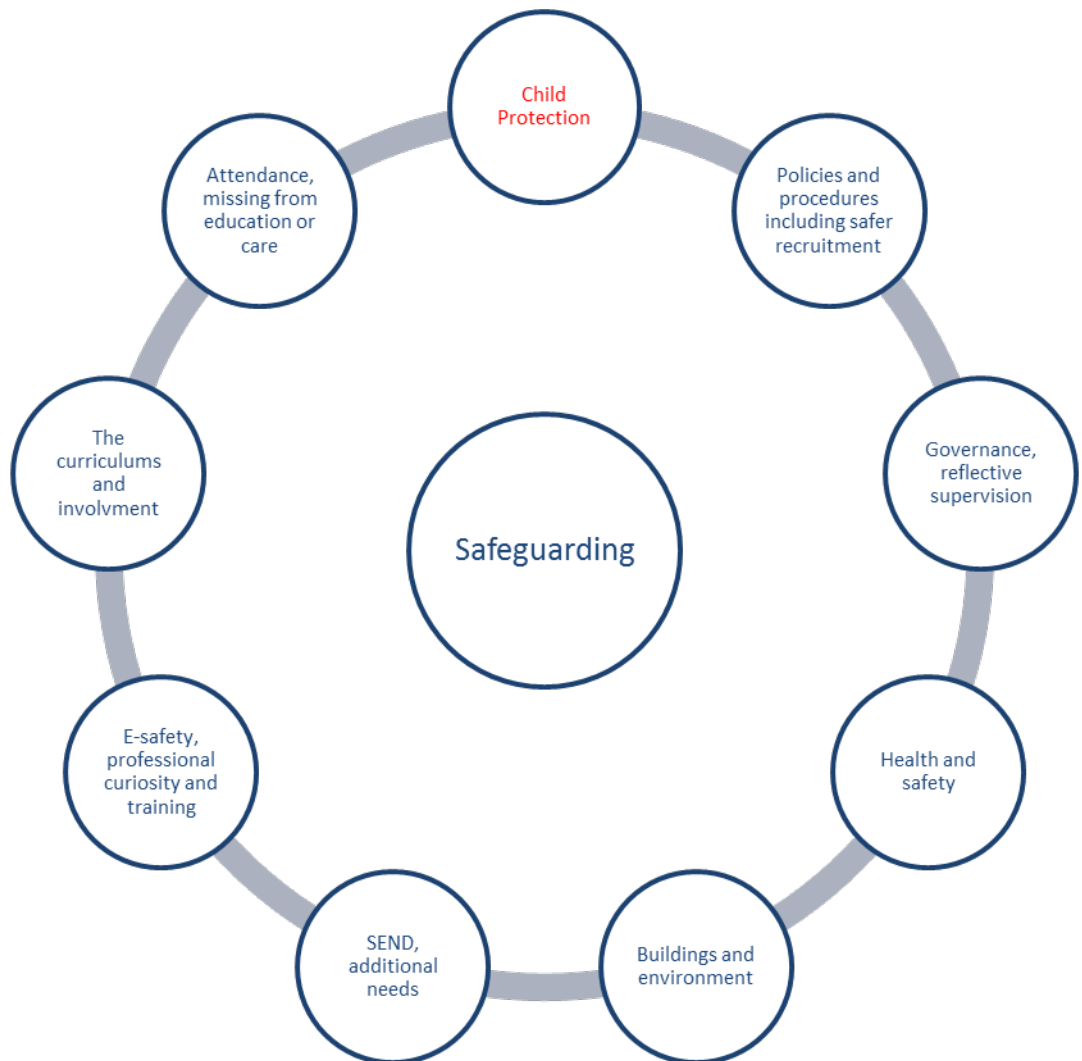 Child
Protection
Policies and
procedures
including safer
recruitment
Governance,
reflective
supervision
Health and
safety
Buildings and
environment
SEND,
additional
needs
E-safety,
professional
curiosity and
training
The
curriculums
and
involvment
Attendance,
missing from
education or
care
Safeguarding